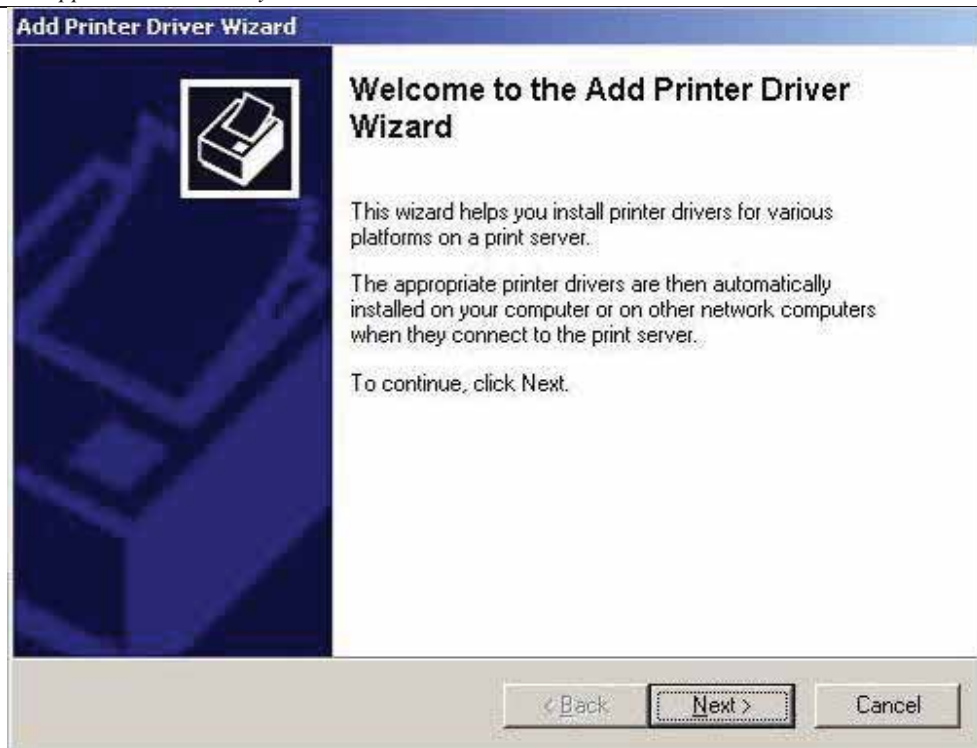 Add Printer Driver Wizard
Welcome to the Add Printer Driver
Wizard
This wizard helps you install printer drivers for various
platforms on a print server.
The appropriate printer drivers are then automatically
installed on your computer or on other network computers
when they connect to the print server.
To continue, click Next.
< Back Next > Cancel